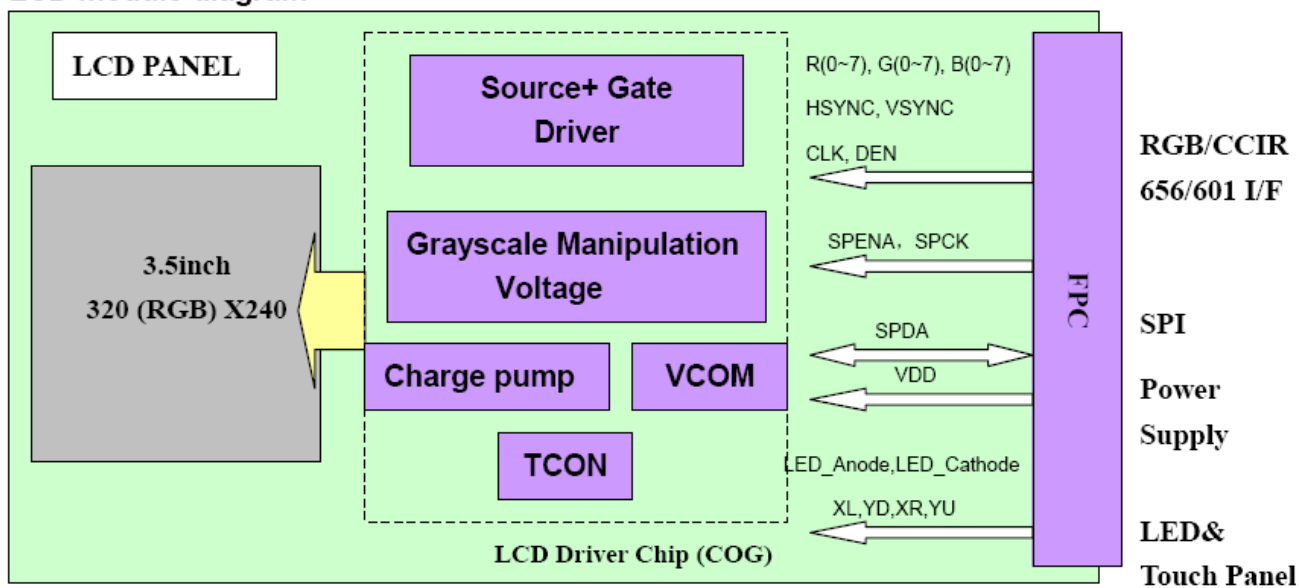 LCD PANEL
3.5inch
320 (RGB) X240
Source+ Gate
Driver
Grayscale Manipulation
Voltage
Charge pump
VCOM
TCON
LCD Driver Chip (COG)
R(0~7), G(0~7), B(0~7)
HSYNC, VSYNC
CLK, DEN
SPENA, SPCK
SPDA
VDD
LED_Anode,LED_Cathode
XL,YD,XR,YU
FPC
RGB/CCIR
656/601 I/F
SPI
Power
Supply
LED&
Touch Panel